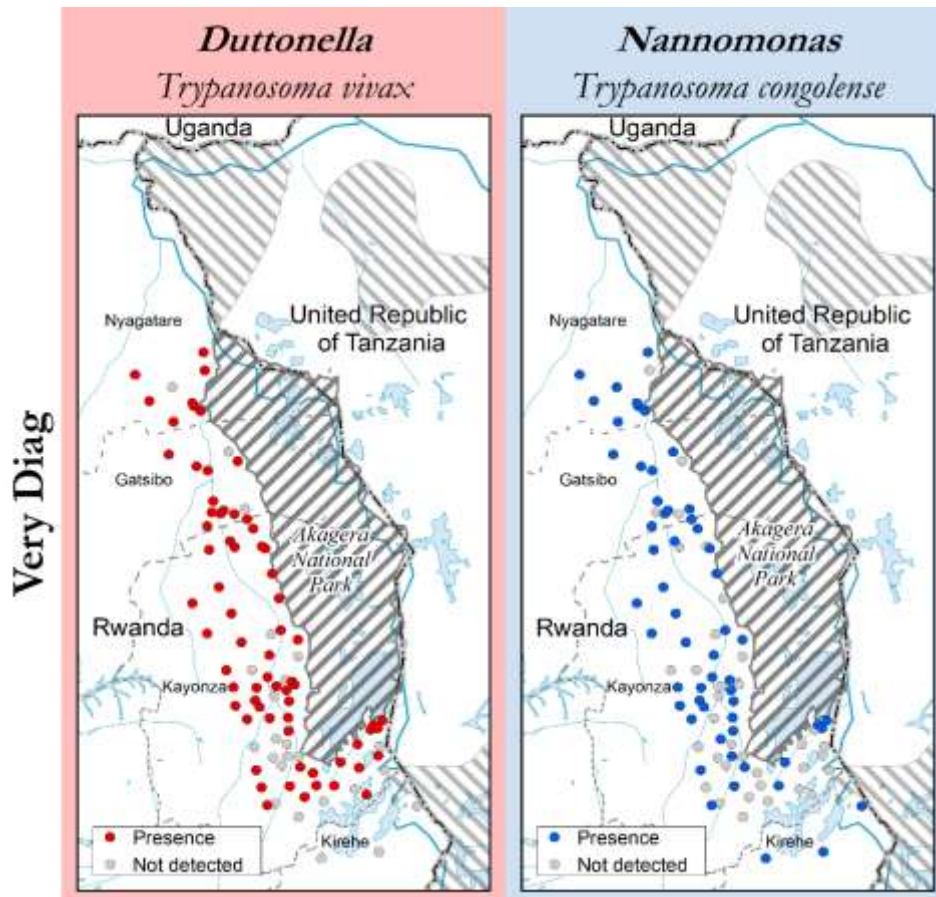 Duttonella
Trypanosoma vivax
Uganda
Nyagatare
United Republic
of Tanzania
Gatsibo
Akagera
National
Park
Rwanda
Kayonza
Kirehe
Presence
Not detected
Nannomonas
Trypanosoma congolense
Uganda
Nyagatare
United Republic
of Tanzania
Gatsibo
Akagera
National
Park
Rwanda
Kayonza
Kirehe
Presence
Not detected
Very Diag